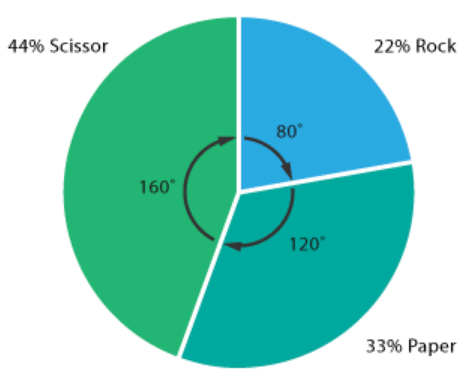 44% Scissor
22% Rock
80°
160°
120°
33% Paper